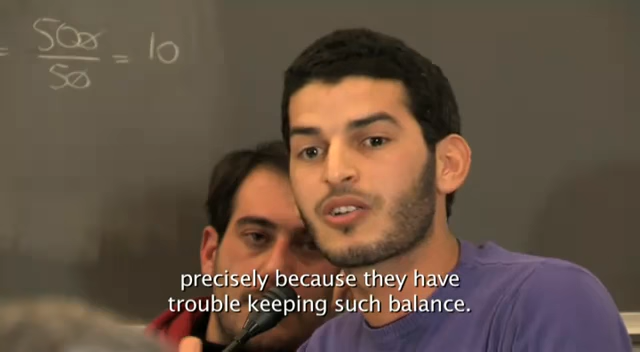 = 500/50 = 10
precisely because they have
trouble keeping such balance.